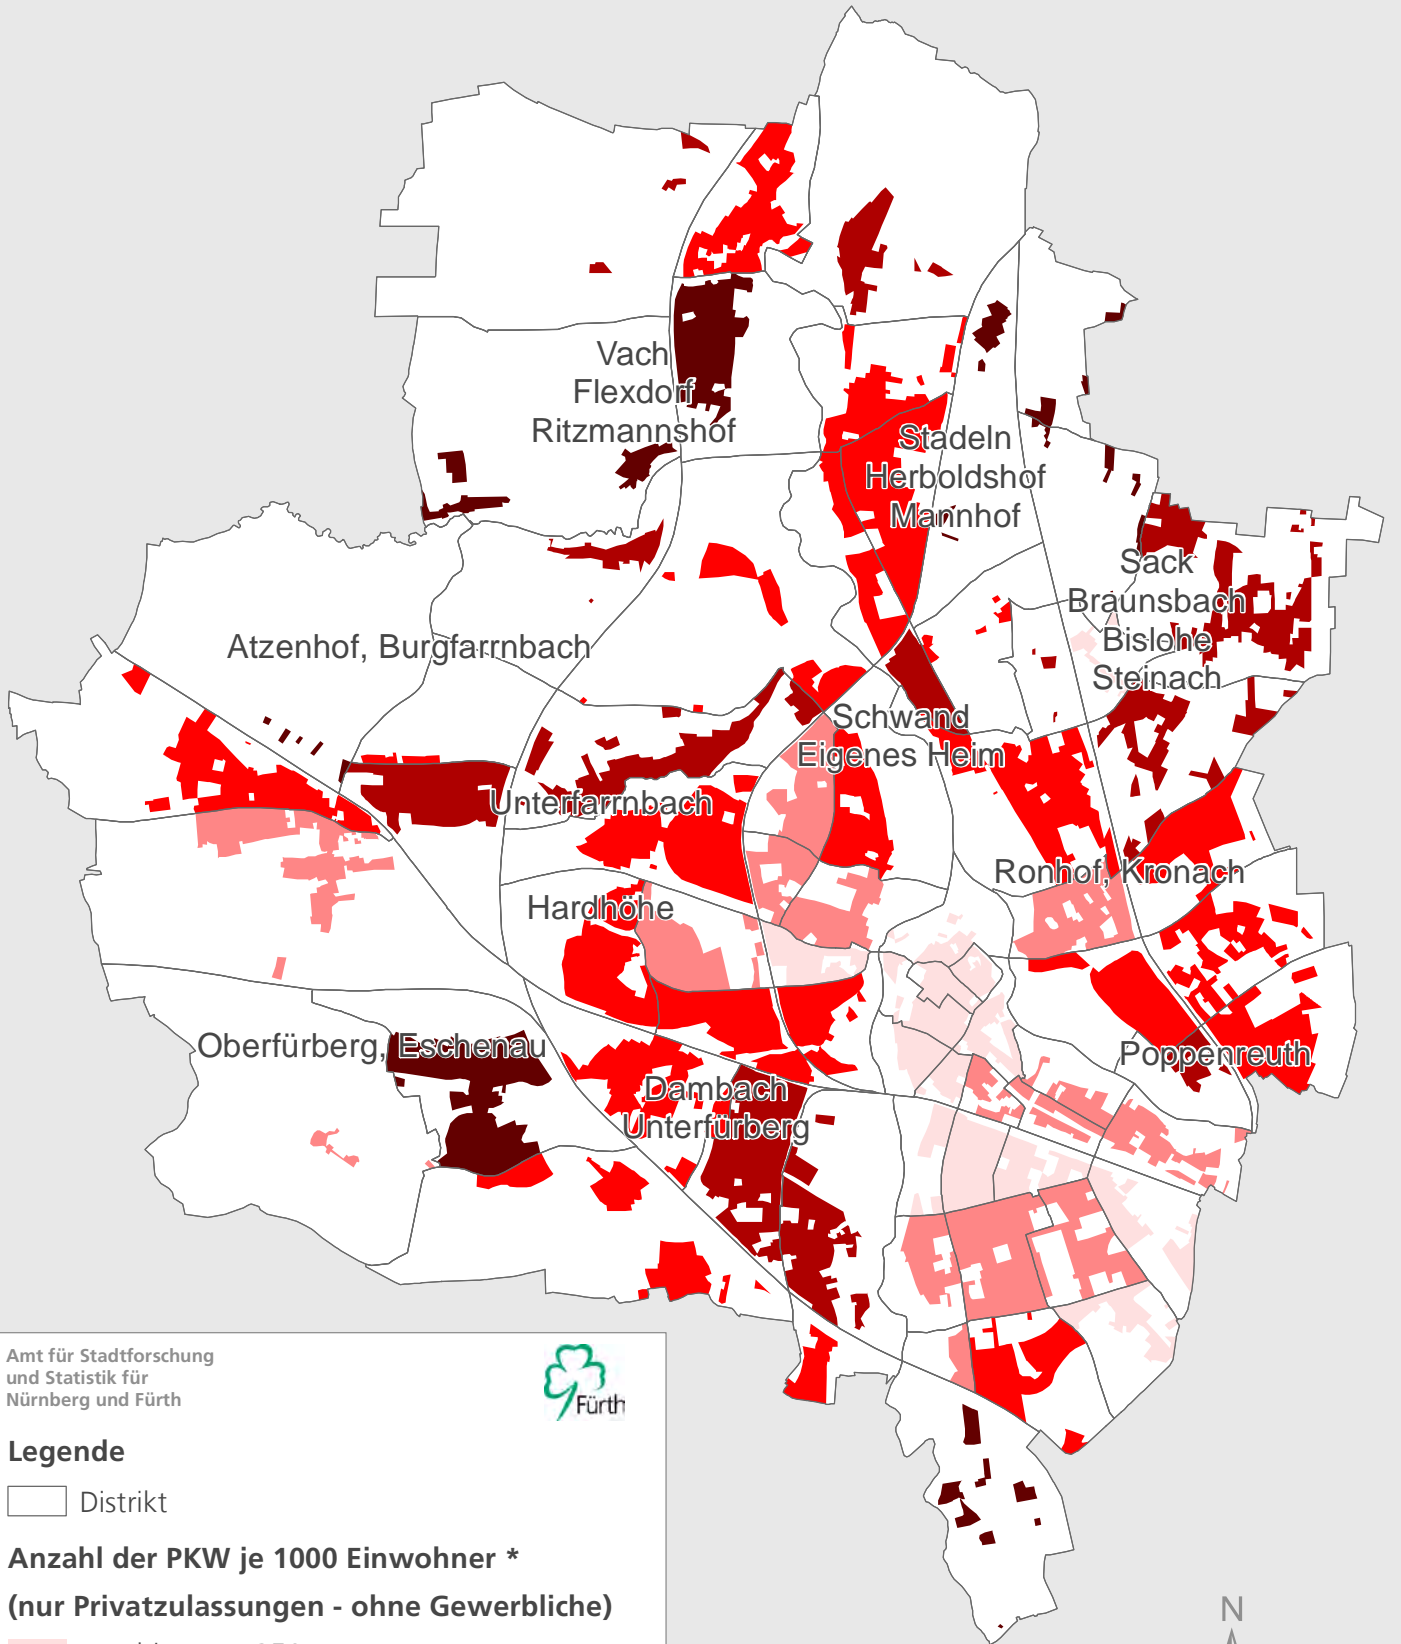 Vach
Flexdorf
Ritzmannshof
Stadeln
Herboldshof
Mannhof
Sack
Braunsbach
Bislohe
Steinach
Atzenhof, Burgfarrnbach
Schwand
Eigenes Heim
Unterfarrnbach
Ronhof, Kronach
Hardhöhe
Oberfürberg, Eschenau
Poppenreuth
Dambach
Unterfürberg
Amt für Stadtforschung
und Statistik für
Nürnberg und Fürth
Fürth
Legende
Distrikt
Anzahl der PKW je 1000 Einwohner *
(nur Privatzulassungen - ohne Gewerbliche)
N